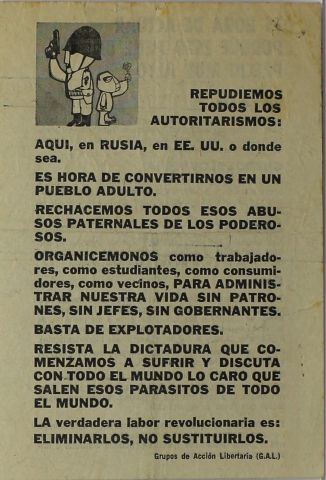 REPUDIEMOS
TODOS LOS
AUTORITARISMOS:
AQUI, en RUSIA, en EE. UU. o donde
sea.
ES HORA DE CONVERTIRNOS EN UN
PUEBLO ADULTO.
RECHACEMOS TODOS ESOS ABU-
SOS PATERNALES DE LOS PODERO-
SOS.
ORGANICEMONOS como trabajado-
res, como estudiantes, como consumi-
dores, como vecinos, PARA ADMINIS-
TRAR NUESTRA VIDA SIN PATRO-
NES, SIN JEFES, SIN GOBERNANTES.
BASTA DE EXPLOTADORES.
RESISTA LA DICTADURA QUE CO-
MENZAMOS A SUFRIR Y DISCUTA
CON TODO EL MUNDO LO CARO QUE
SALEN ESOS PARASITOS DE TODO
EL MUNDO.
LA verdadera labor revolucionaria es:
ELIMINARLOS, NO SUSTITUIRLOS.
Grupos de Acción Libertaria (G.A.L.)